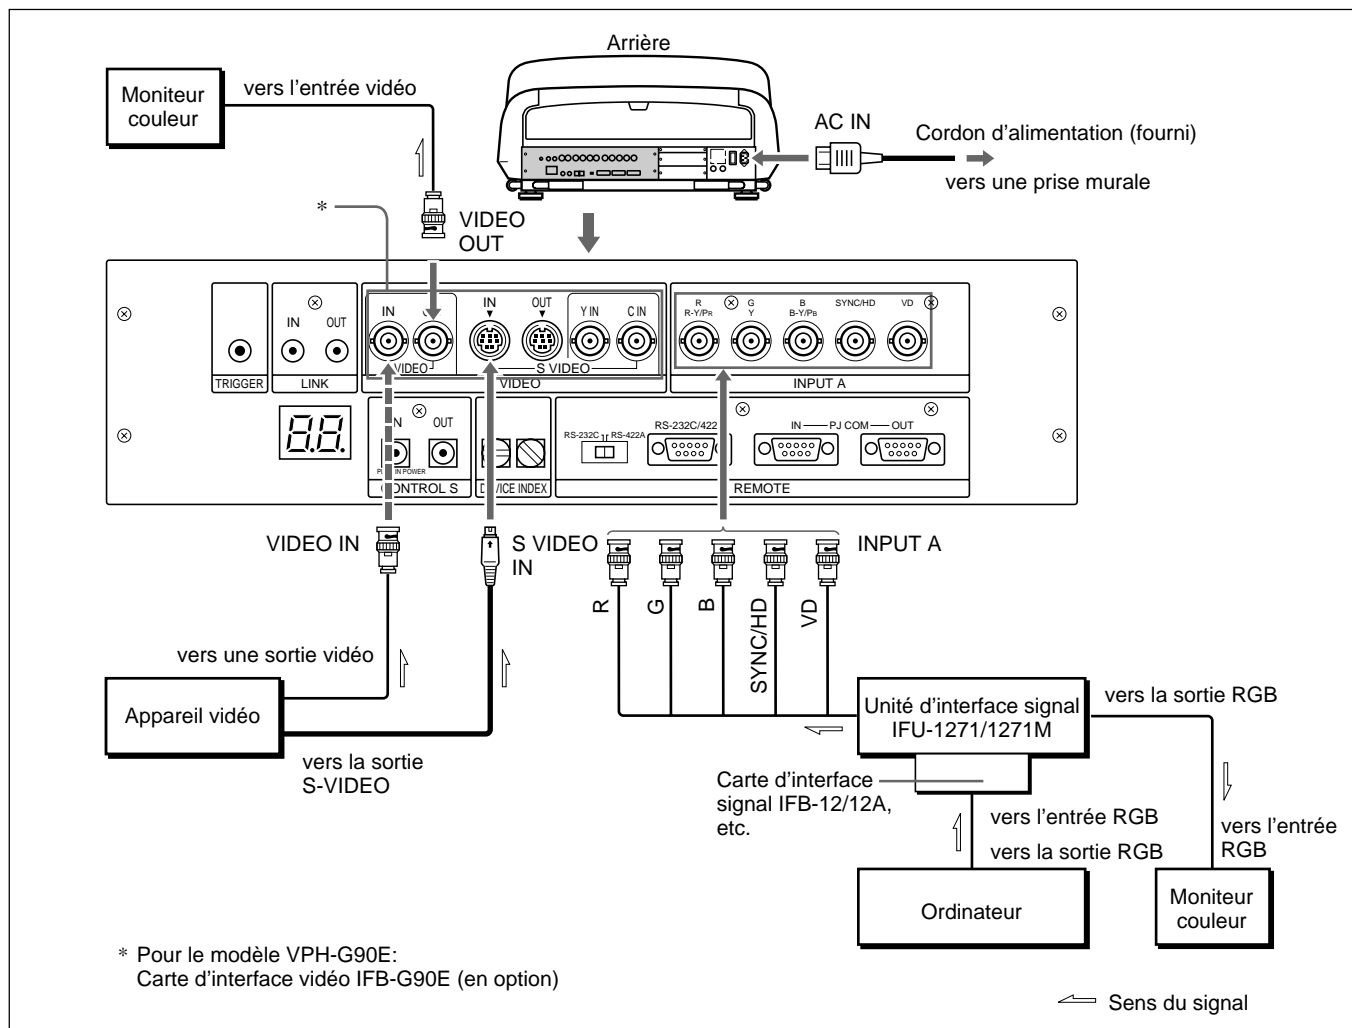 Arrière
Moniteur
couleur
vers l'entrée vidéo
AC IN
Cordon d'alimentation (fourni)
vers une prise murale
*
VIDEO
OUT
IN
IN
OUT
Y IN
C IN
R
R-Y/PR
G
Y
B
B-Y/PB
SYNC/HD
VD
IN
OUT
VIDEO
S VIDEO
TRIGGER
LINK
VIDEO
INPUT A
OUT
RS-232C
RS-422A
RS-232C/422
IN
PJ COM
OUT
CONTROL S
INDEX
REMOTE
VIDEO IN
S VIDEO
IN
INPUT A
R
G
B
SYNC/HD
VD
vers une sortie vidéo
Appareil vidéo
vers la sortie
S-VIDEO
Unité d'interface signal
IFU-1271/1271M
vers la sortie RGB
Carte d'interface
signal IFB-12/12A,
etc.
vers l'entrée RGB
vers la sortie RGB
vers l'entrée
RGB
Ordinateur
Moniteur
couleur
* Pour le modèle VPH-G90E:
Carte d'interface vidéo IFB-G90E (en option)
Sens du signal